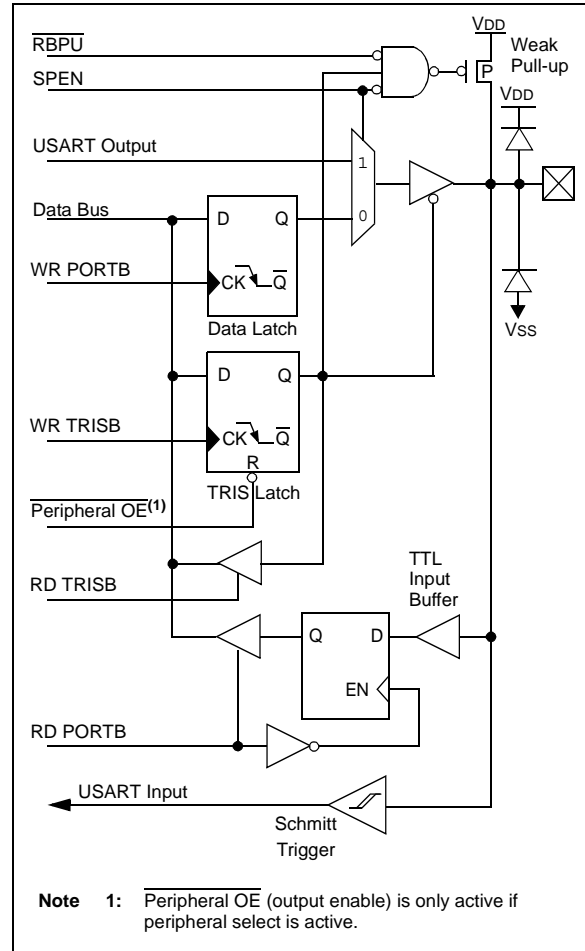 VDD
RBPU
Weak
Pull-up
P
SPEN
VDD
USART Output
1
Data Bus
D Q
0
WR PORTB
CK Q
Data Latch
VSS
D Q
WR TRISB
CK Q
R
TRIS Latch
Peripheral OE(1)
TTL
Input
Buffer
RD TRISB
Q D
EN
RD PORTB
USART Input
Schmitt
Trigger
Note 1: Peripheral OE (output enable) is only active if
peripheral select is active.